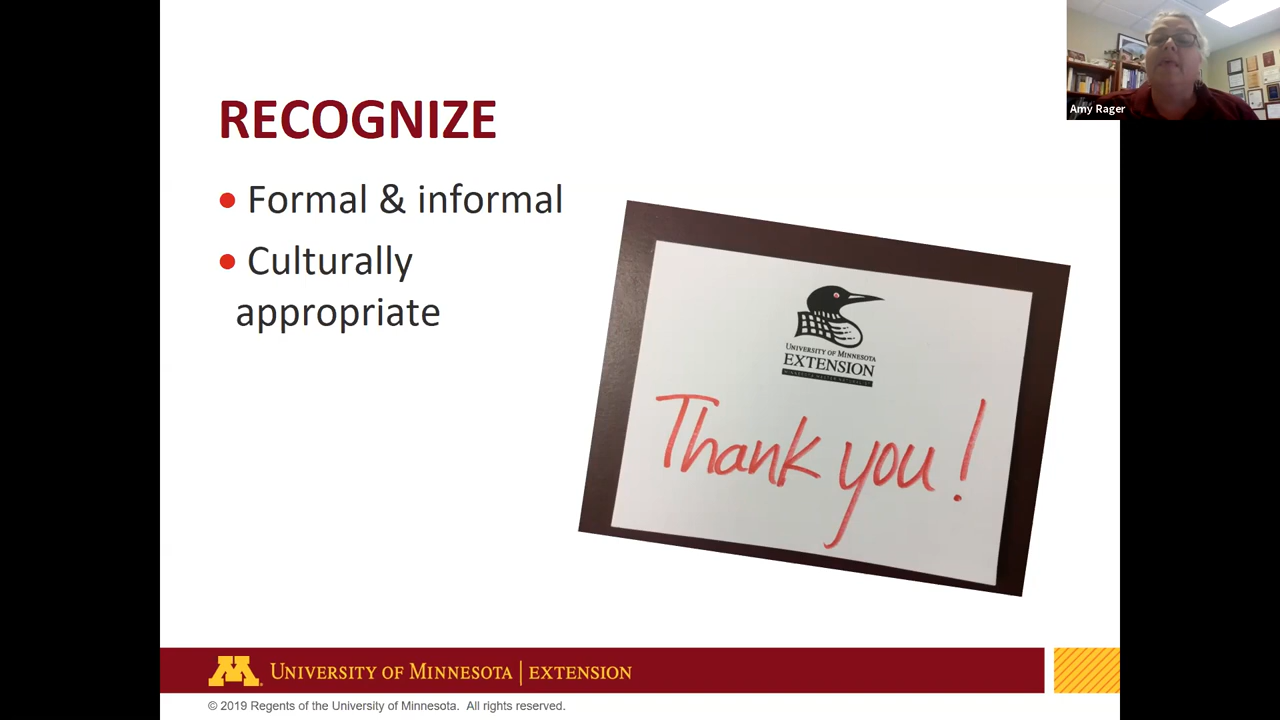 RECOGNIZE
Amy Rager
• Formal & informal
• Culturally
appropriate
UNIVERSITY OF MINNESOTA
EXTENSION
Thank you!
UNIVERSITY OF MINNESOTA | EXTENSION
© 2019 Regents of the University of Minnesota. All rights reserved.